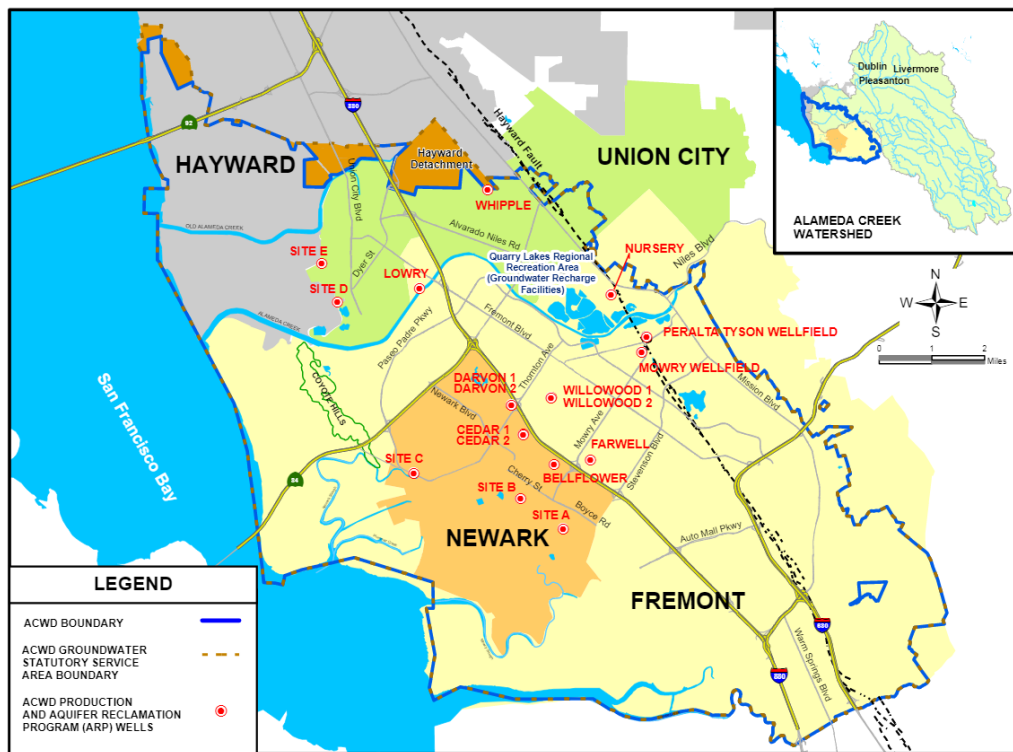 Dublin
Livermore
Pleasanton
ALAMEDA CREEK
WATERSHED
92
880
Hayward Fault
HAYWARD
Hayward
Detachment
UNION CITY
Union City Blvd
WHIPPLE
OLD ALAMEDA CREEK
Alvarado Niles Rd
SITE E
Dyer St
LOWRY
Quarry Lakes Regional
Recreation Area
(Groundwater Recharge
Facilities)
NURSERY
Niles Blvd
SITE D
ALAMEDA CREEK
Paseo Padre Pkwy
Fremont Blvd
PERALTA TYSON WELLFIELD
MOWRY WELLFIELD
N
W
E
S
0 1 2
Miles
COYOTE HILLS
San Francisco Bay
DARVON 1
DARVON 2
Thornton Ave
WILLOWOOD 1
WILLOWOOD 2
Mission Blvd
Newark Blvd
CEDAR 1
CEDAR 2
Mowry Ave
FARWELL
Stevenson Blvd
SITE C
BELLFLOWER
84
Cherry St
SITE B
SITE A
Boyce Rd
Auto Mall Pkwy
NEWARK
FREMONT
680
880
Warm Springs Blvd
LEGEND
ACWD BOUNDARY
ACWD GROUNDWATER
STATUTORY SERVICE
AREA BOUNDARY
ACWD PRODUCTION
AND AQUIFER RECLAMATION
PROGRAM (ARP) WELLS